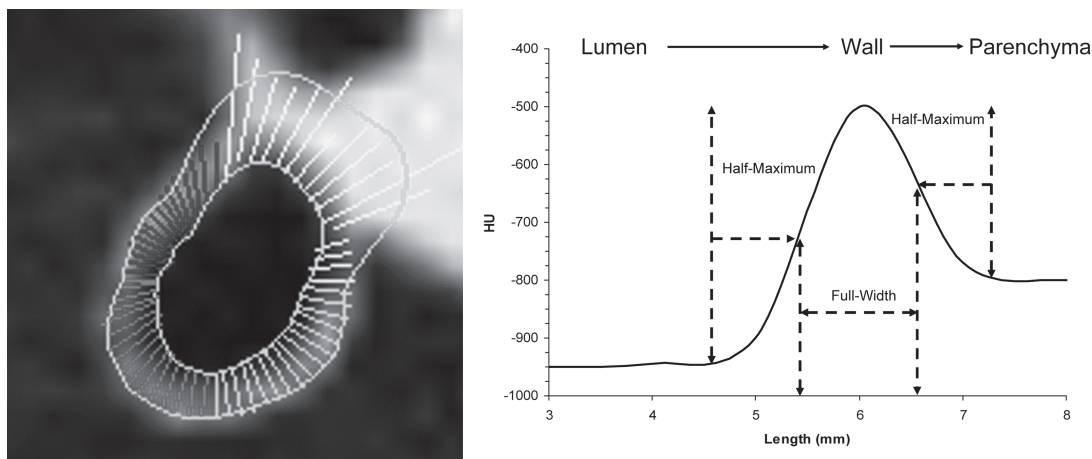 Lumen Wall Parenchyma
-400
-500
-600
-700
-800
-900
-1000
HU
Half-Maximum
Half-Maximum
Full-Width
3 4 5 6 7 8
Length (mm)